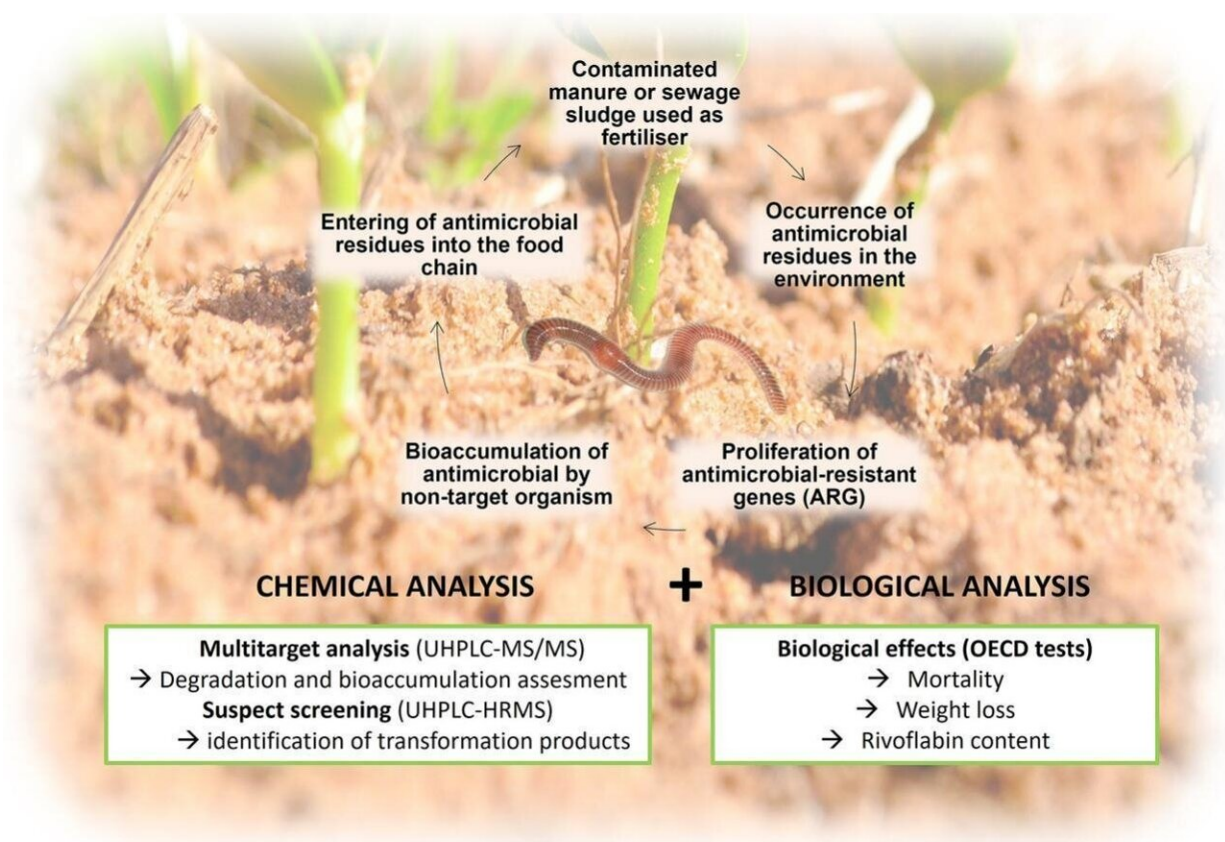 Contaminated
manure or sewage
sludge used as
fertiliser
Entering of antimicrobial
residues into the food
chain
Occurrence of
antimicrobial
residues in the
environment
Bioaccumulation of
antimicrobial by
non-target organism
Proliferation of
antimicrobial-resistant
genes (ARG)
CHEMICAL ANALYSIS + BIOLOGICAL ANALYSIS
Multitarget analysis (UHPLC-MS/MS)
→ Degradation and bioaccumulation assesment
Suspect screening (UHPLC-HRMS)
→ identification of transformation products
Biological effects (OECD tests)
→ Mortality
→ Weight loss
→ Rivoflabin content